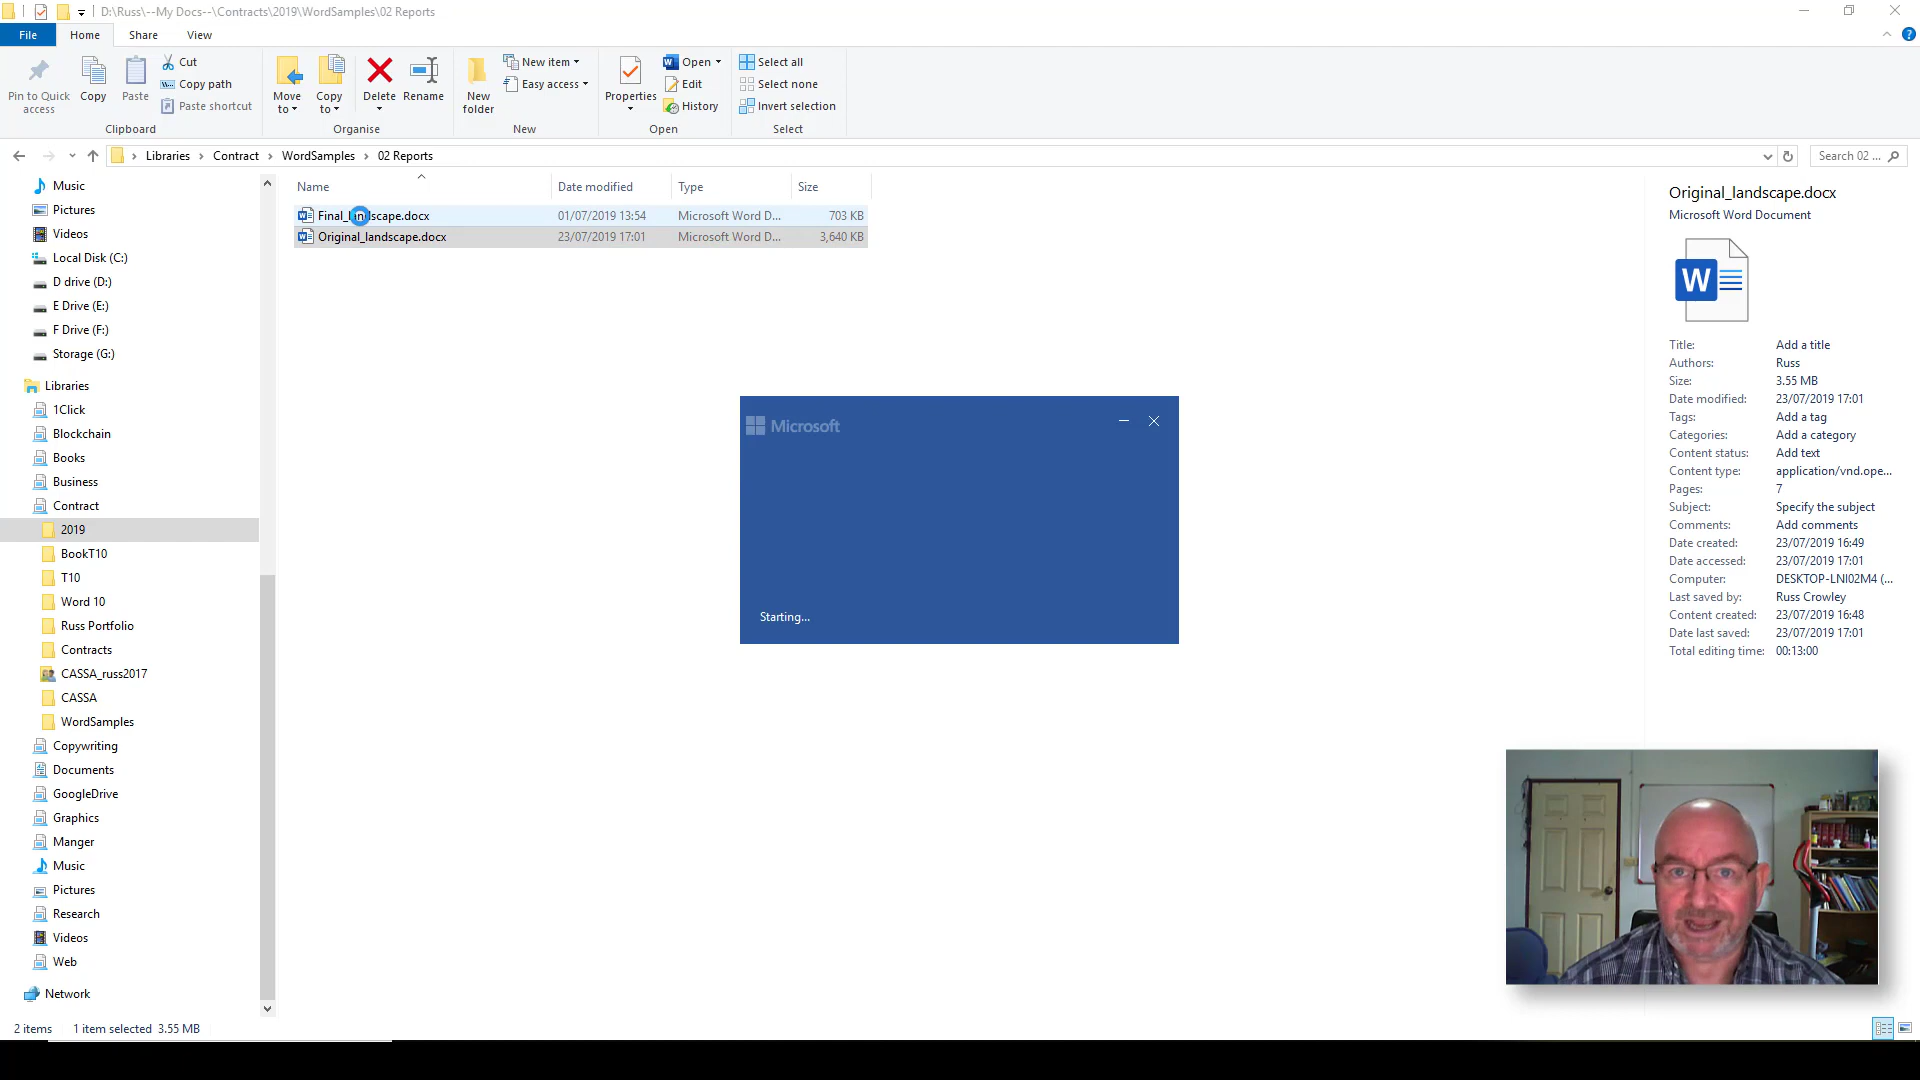 D:\Russ\--My Docs--\Contracts\2019\WordSamples\02 Reports
File Home Share View
Pin to Quick access
Copy
Paste
Cut
Copy path
Paste shortcut
Clipboard
Move to
Copy to
Delete
Rename
Organise
New folder
New item
Easy access
New
Properties
Open
Edit
History
Open
Select all
Select none
Invert selection
Select
Libraries Contract WordSamples 02 Reports
Search 02 ...
Music
Pictures
Videos
Local Disk (C:)
D drive (D:)
E Drive (E:)
F Drive (F:)
Storage (G:)
Libraries
1Click
Blockchain
Books
Business
Contract
2019
BookT10
T10
Word 10
Russ Portfolio
Contracts
CASSA_russ2017
CASSA
WordSamples
Copywriting
Documents
GoogleDrive
Graphics
Manger
Music
Pictures
Research
Videos
Web
Network
Name Date modified Type Size
Final_landscape.docx 01/07/2019 13:54 Microsoft Word D... 703 KB
Original_landscape.docx 23/07/2019 17:01 Microsoft Word D... 3,640 KB
Microsoft
Starting...
Original_landscape.docx
Microsoft Word Document
W
Title: Add a title
Authors: Russ
Size: 3.55 MB
Date modified: 23/07/2019 17:01
Tags: Add a tag
Categories: Add a category
Content status: Add text
Content type: application/vnd.ope...
Pages: 7
Subject: Specify the subject
Comments: Add comments
Date created: 23/07/2019 16:49
Date accessed: 23/07/2019 17:01
Computer: DESKTOP-LNI02M4 (...
Last saved by: Russ Crowley
Content created: 23/07/2019 16:48
Date last saved: 23/07/2019 17:01
Total editing time: 00:13:00
2 items 1 item selected 3.55 MB